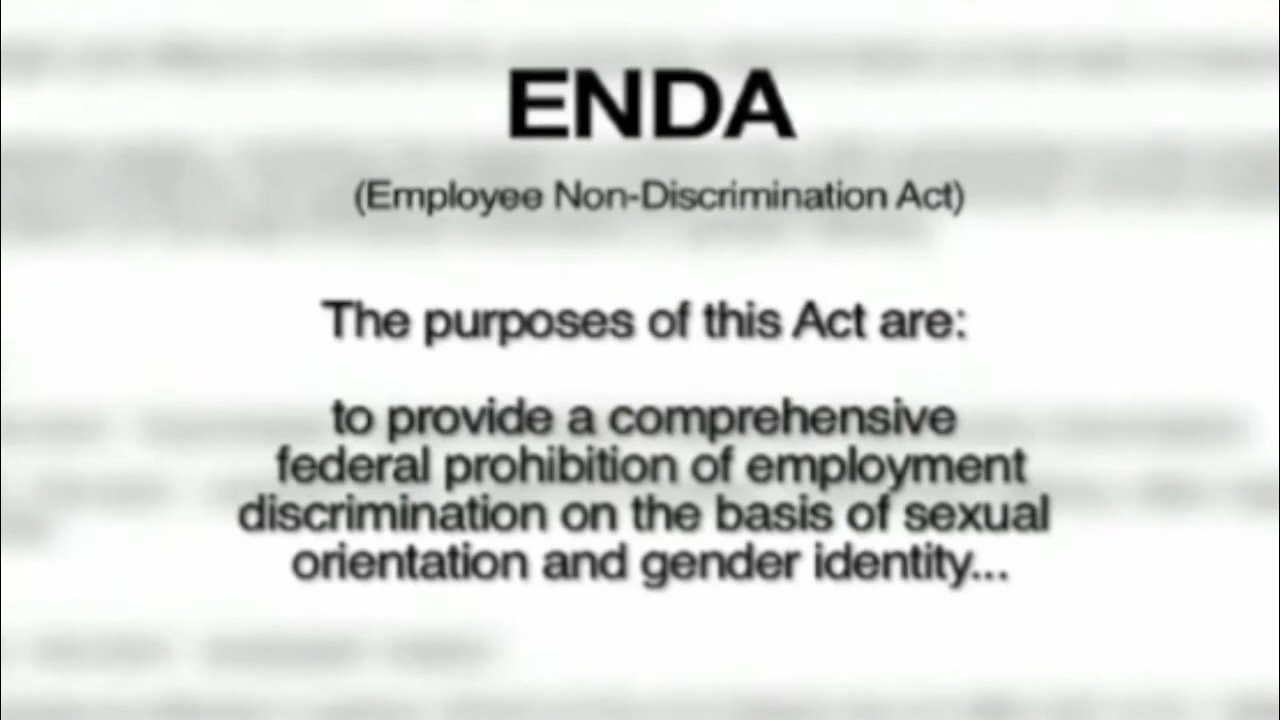 ENDA
(Employee Non-Discrimination Act)
The purposes of this Act are:
to provide a comprehensive
federal prohibition of employment
discrimination on the basis of sexual
orientation and gender identity...